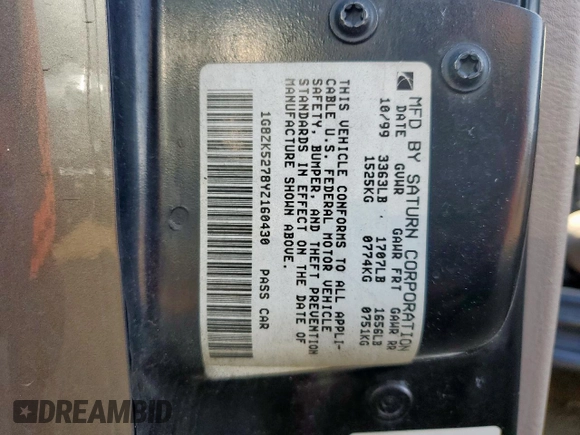 MFD BY SATURN CORPORATION
DATE GVWR GAWR FRT GAWR RR
10/99 3363LB 1707LB 1656LB
1525KG 0774KG 0751KG
THIS VEHICLE CONFORMS TO ALL APPLI-
CABLE U.S. FEDERAL MOTOR VEHICLE
SAFETY, BUMPER, AND THEFT PREVENTION
STANDARDS IN EFFECT ON THE DATE OF
MANUFACTURE SHOWN ABOVE.
1G8ZK5278YZ160430 PASS CAR
DREAMBID